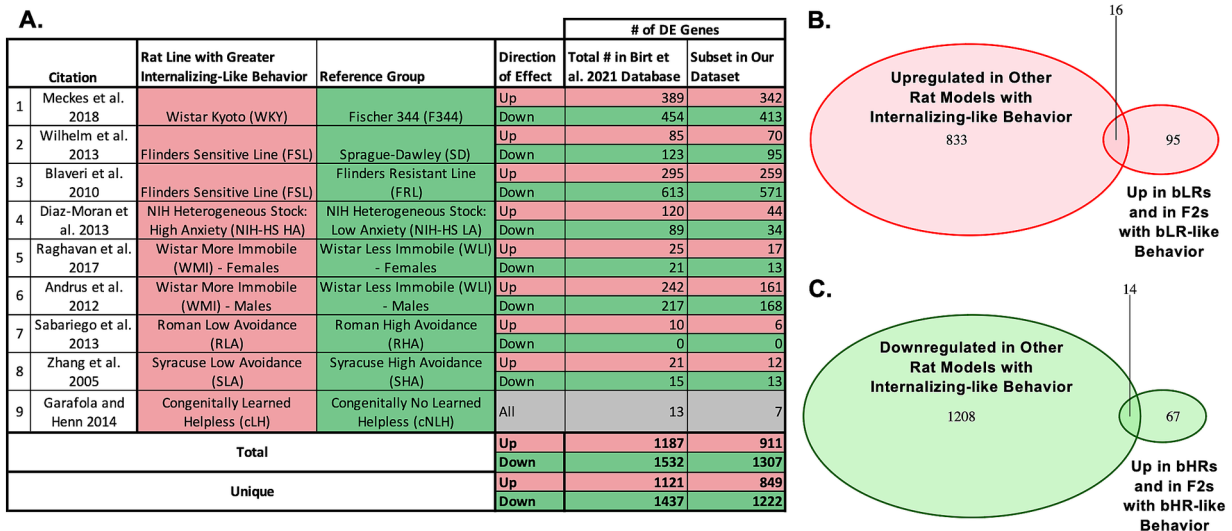 A.
# of DE Genes
Citation
Rat Line with Greater
Internalizing-Like Behavior
Reference Group
Direction
of Effect
Total # in Birt et
al. 2021 Database
Subset in Our
Dataset
1
Meckes et al.
2018
Wistar Kyoto (WKY)
Fischer 344 (F344)
Up 389 342
Down 454 413
2
Wilhelm et al.
2013
Flinders Sensitive Line (FSL)
Sprague-Dawley (SD)
Up 85 70
Down 123 95
3
Blaveri et al.
2010
Flinders Sensitive Line (FSL)
Flinders Resistant Line
(FRL)
Up 295 259
Down 613 571
4
Diaz-Moran et
al. 2013
NIH Heterogeneous Stock:
High Anxiety (NIH-HS HA)
NIH Heterogeneous Stock:
Low Anxiety (NIH-HS LA)
Up 120 44
Down 89 34
5
Raghavan et al.
2017
Wistar More Immobile
(WMI) - Females
Wistar Less Immobile (WLI)
- Females
Up 25 17
Down 21 13
6
Andrus et al.
2012
Wistar More Immobile
(WMI) - Males
Wistar Less Immobile (WLI)
- Males
Up 242 161
Down 217 168
7
Sabariego et al.
2013
Roman Low Avoidance
(RLA)
Roman High Avoidance
(RHA)
Up 10 6
Down 0 0
8
Zhang et al.
2005
Syracuse Low Avoidance
(SLA)
Syracuse High Avoidance
(SHA)
Up 21 12
Down 15 13
9
Garafola and
Henn 2014
Congenitally Learned
Helpless (cLH)
Congenitally No Learned
Helpless (cNLH)
All 13 7
Total
Up 1187 911
Down 1532 1307
Unique
Up 1121 849
Down 1437 1222
B.
16
Upregulated in Other
Rat Models with
Internalizing-like Behavior
833
95
Up in bLRs
and in F2s
with bLR-like
Behavior
C.
14
Downregulated in Other
Rat Models with
Internalizing-like Behavior
1208
67
Up in bHRs
and in F2s
with bHR-like
Behavior